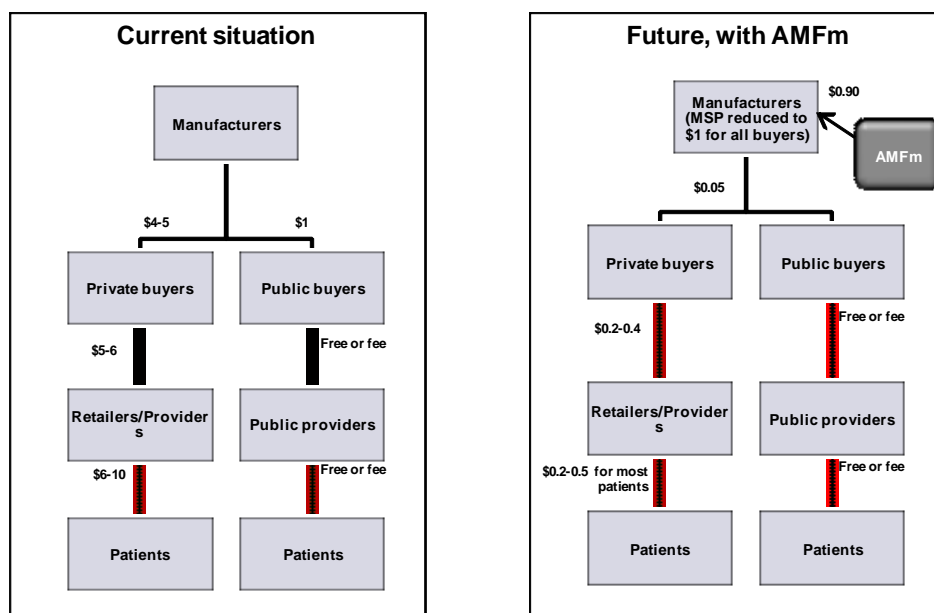 Current situation
Manufacturers
$4-5
$1
Private buyers
Public buyers
$5-6
Free or fee
Retailers/Provider
s
Public providers
$6-10
Free or fee
Patients
Patients
Future, with AMFm
$0.90
Manufacturers
(MSP reduced to
$1 for all buyers)
AMFm
$0.05
Private buyers
Public buyers
$0.2-0.4
Free or fee
Retailers/Provider
s
Public providers
$0.2-0.5 for most
patients
Free or fee
Patients
Patients